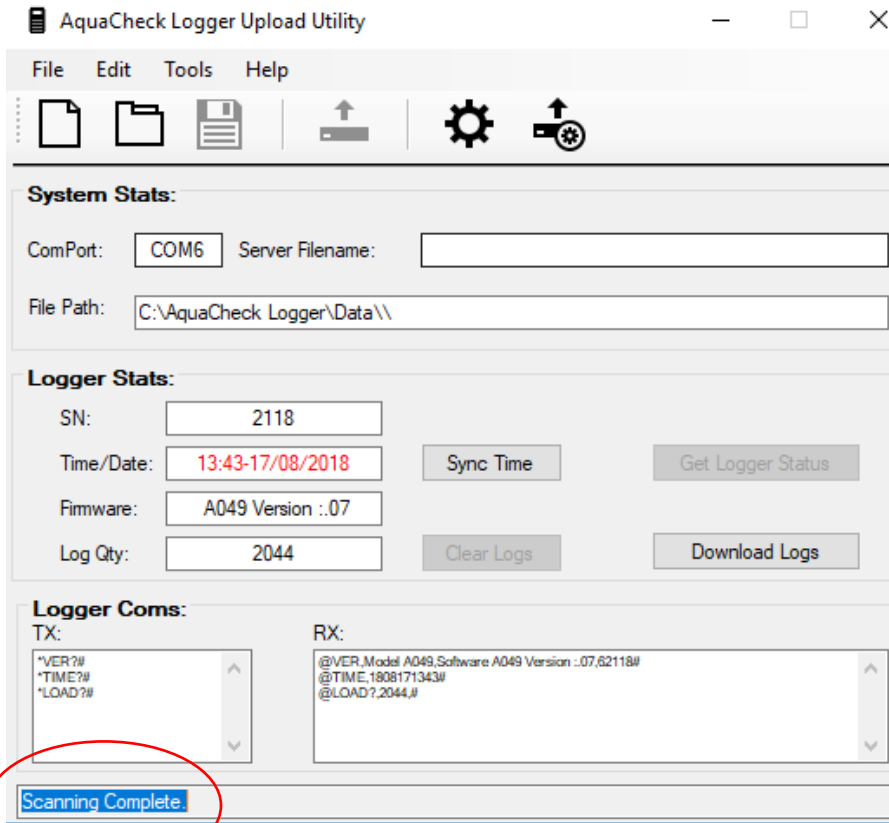 AquaCheck Logger Upload Utility
File Edit Tools Help
System Stats:
ComPort: COM6 Server Filename:
File Path: C:\AquaCheck Logger\Data\\
Logger Stats:
SN: 2118
Time/Date: 13:43-17/08/2018 Sync Time Get Logger Status
Firmware: A049 Version :.07
Log Qty: 2044 Clear Logs Download Logs
Logger Coms:
TX: RX:
*VER?# @VER,Model A049,Software A049 Version :.07,62118#
*TIME?# @TIME,1808171343#
*LOAD?# @LOAD?,2044,#
Scanning Complete.